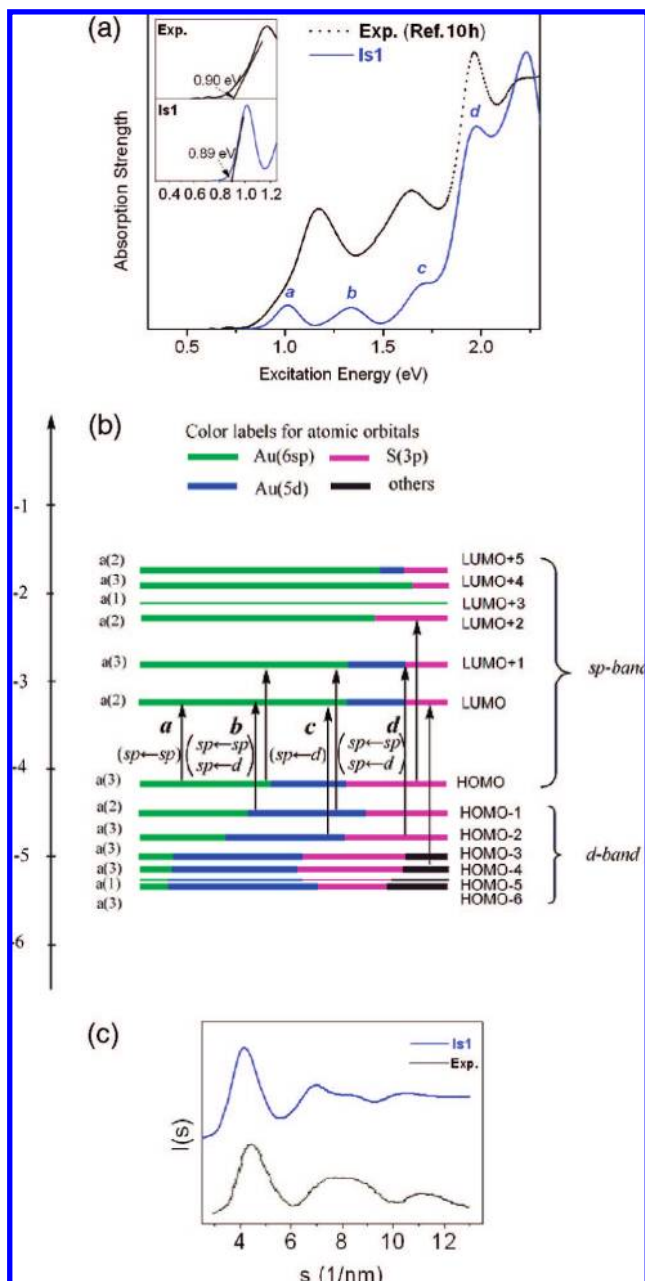 (a)
Exp.
0.90 eV
Is1
0.89 eV
0.4 0.6 0.8 1.0 1.2
Exp. (Ref.10h)
Is1
a
b
c
d
Absorption Strength
0.5 1.0 1.5 2.0
Excitation Energy (eV)
(b)
Color labels for atomic orbitals
Au(6sp) S(3p)
Au(5d) others
-1
-2
-3
-4
-5
-6
a(2) LUMO+5
a(3) LUMO+4
a(1) LUMO+3
a(2) LUMO+2
a(3) LUMO+1
a(2) LUMO
sp-band
a b c d
(sp←sp) (sp←sp sp←d) (sp←d) (sp←sp sp←d)
a(3) HOMO
a(2) HOMO-1
a(3) HOMO-2
a(3) HOMO-3
a(3) HOMO-4
a(1) HOMO-5
a(3) HOMO-6
d-band
(c)
Is1
Exp.
I(s)
4 6 8 10 12
s (1/nm)